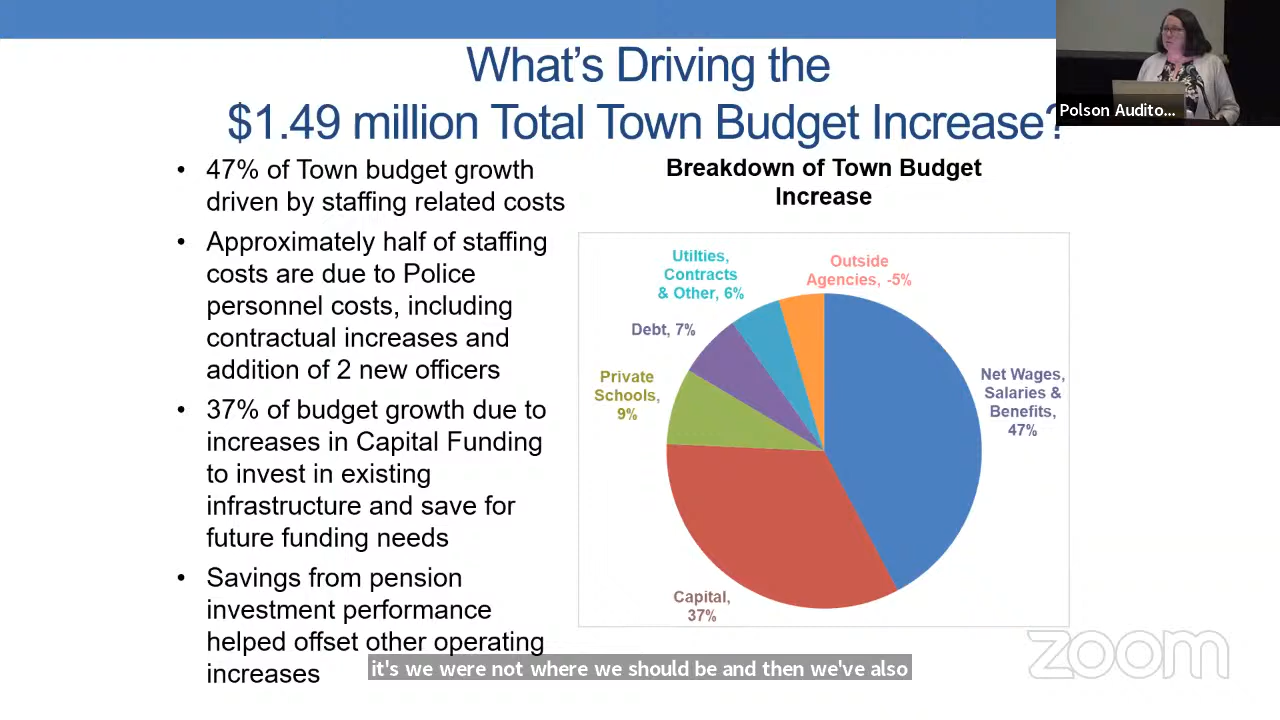 What's Driving the
$1.49 million Total Town Budget Increase?
Polson Audito...
• 47% of Town budget growth
driven by staffing related costs
• Approximately half of staffing
costs are due to Police
personnel costs, including
contractual increases and
addition of 2 new officers
• 37% of budget growth due to
increases in Capital Funding
to invest in existing
infrastructure and save for
future funding needs
• Savings from pension
investment performance
helped offset other operating
increases
Breakdown of Town Budget
Increase
Utilties,
Contracts
& Other, 6%
Outside
Agencies, -5%
Debt, 7%
Private
Schools,
9%
Net Wages,
Salaries &
Benefits,
47%
Capital,
37%
it's we were not where we should be and then we've also
zoom